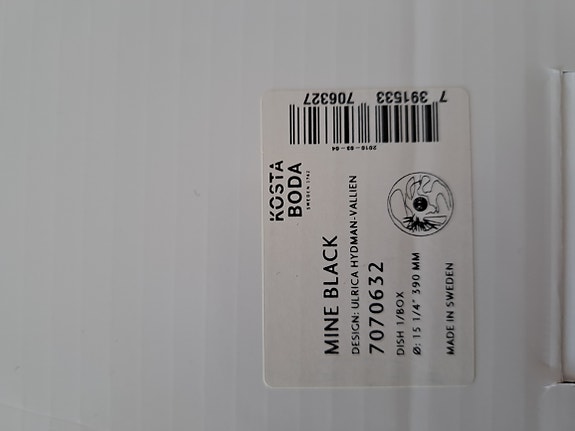 KOSTA
BODA
SWEDEN 1742
MINE BLACK
DESIGN: ULRICA HYDMAN-VALLIEN
7070632
DISH 1/BOX
Ø: 15 1/4" 390 MM
MADE IN SWEDEN
2016-03-04
7 391533 706327